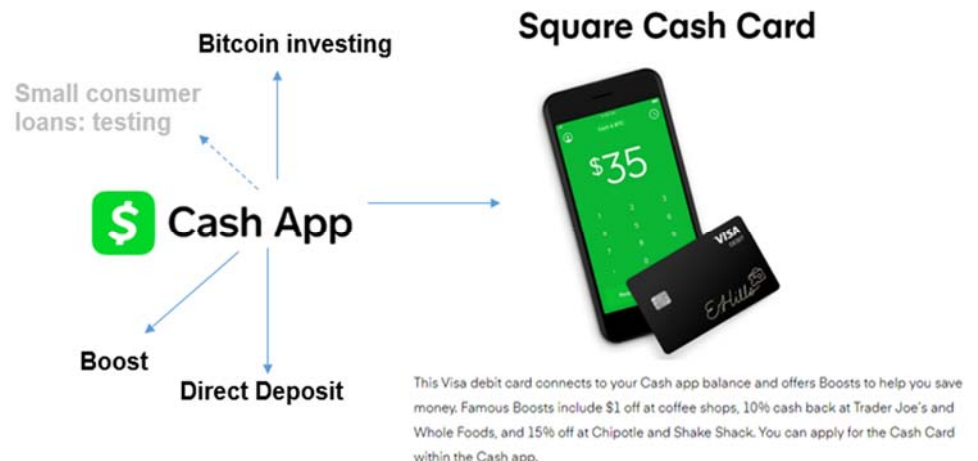 Square Cash Card
Bitcoin investing
Small consumer
loans: testing
$ Cash App
Boost
Direct Deposit
$35
VISA
DEBIT
E Hills
This Visa debit card connects to your Cash app balance and offers Boosts to help you save
money. Famous Boosts include $1 off at coffee shops, 10% cash back at Trader Joe's and
Whole Foods, and 15% off at Chipotle and Shake Shack. You can apply for the Cash Card
within the Cash app.